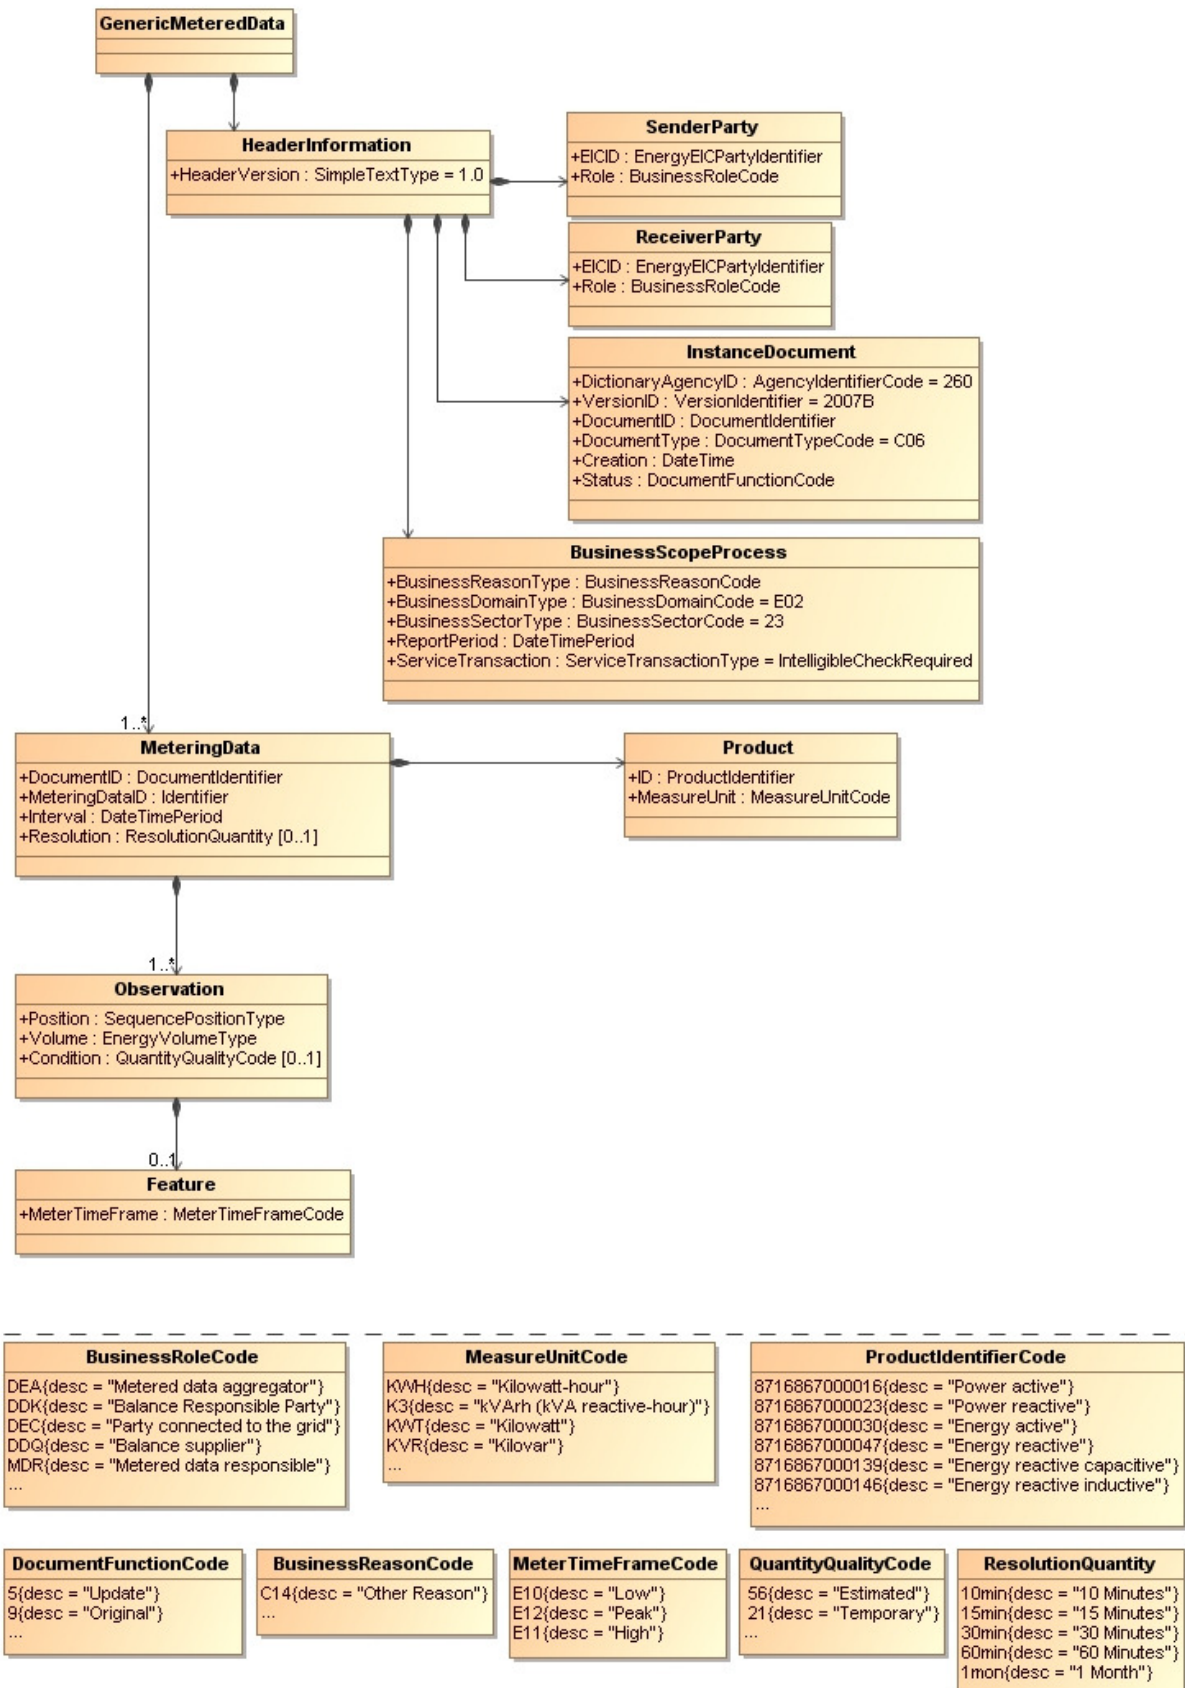 GenericMeteredData
HeaderInformation
+HeaderVersion : SimpleTextType = 1.0
SenderParty
+EICID : EnergyEICPartyIdentifier
+Role : BusinessRoleCode
ReceiverParty
+EICID : EnergyEICPartyIdentifier
+Role : BusinessRoleCode
InstanceDocument
+DictionaryAgencyID : AgencyIdentifierCode = 260
+VersionID : VersionIdentifier = 2007B
+DocumentID : DocumentIdentifier
+DocumentType : DocumentTypeCode = C06
+Creation : DateTime
+Status : DocumentFunctionCode
BusinessScopeProcess
+BusinessReasonType : BusinessReasonCode
+BusinessDomainType : BusinessDomainCode = E02
+BusinessSectorType : BusinessSectorCode = 23
+ReportPeriod : DateTimePeriod
+ServiceTransaction : ServiceTransactionType = IntelligibleCheckRequired
1..*
MeteringData
+DocumentID : DocumentIdentifier
+MeteringDataID : Identifier
+Interval : DateTimePeriod
+Resolution : ResolutionQuantity [0..1]
Product
+ID : ProductIdentifier
+MeasureUnit : MeasureUnitCode
1..*
Observation
+Position : SequencePositionType
+Volume : EnergyVolumeType
+Condition : QuantityQualityCode [0..1]
0..1
Feature
+MeterTimeFrame : MeterTimeFrameCode
BusinessRoleCode
DEA{desc = "Metered data aggregator"}
DDK{desc = "Balance Responsible Party"}
DEC{desc = "Party connected to the grid"}
DDQ{desc = "Balance supplier"}
MDR{desc = "Metered data responsible"}
...
MeasureUnitCode
KWH{desc = "Kilowatt-hour"}
K3{desc = "kVArh (kVA reactive-hour)"}
KWT{desc = "Kilowatt"}
KVR{desc = "Kilovar"}
...
ProductIdentifierCode
8716867000016{desc = "Power active"}
8716867000023{desc = "Power reactive"}
8716867000030{desc = "Energy active"}
8716867000047{desc = "Energy reactive"}
8716867000139{desc = "Energy reactive capacitive"}
8716867000146{desc = "Energy reactive inductive"}
...
DocumentFunctionCode
5{desc = "Update"}
9{desc = "Original"}
...
BusinessReasonCode
C14{desc = "Other Reason"}
...
MeterTimeFrameCode
E10{desc = "Low"}
E12{desc = "Peak"}
E11{desc = "High"}
QuantityQualityCode
56{desc = "Estimated"}
21{desc = "Temporary"}
...
ResolutionQuantity
10min{desc = "10 Minutes"}
15min{desc = "15 Minutes"}
30min{desc = "30 Minutes"}
60min{desc = "60 Minutes"}
1mon{desc = "1 Month"}